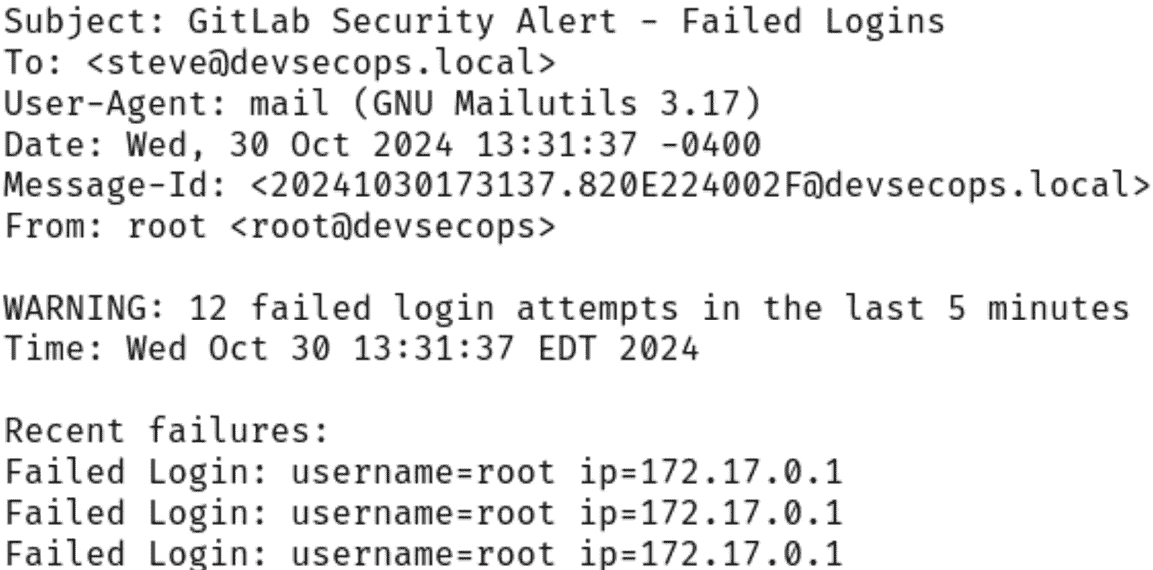 Subject: GitLab Security Alert - Failed Logins
To: <steve@devsecops.local>
User-Agent: mail (GNU Mailutils 3.17)
Date: Wed, 30 Oct 2024 13:31:37 -0400
Message-Id: <20241030173137.820E224002F@devsecops.local>
From: root <root@devsecops>

WARNING: 12 failed login attempts in the last 5 minutes
Time: Wed Oct 30 13:31:37 EDT 2024

Recent failures:
Failed Login: username=root ip=172.17.0.1
Failed Login: username=root ip=172.17.0.1
Failed Login: username=root ip=172.17.0.1